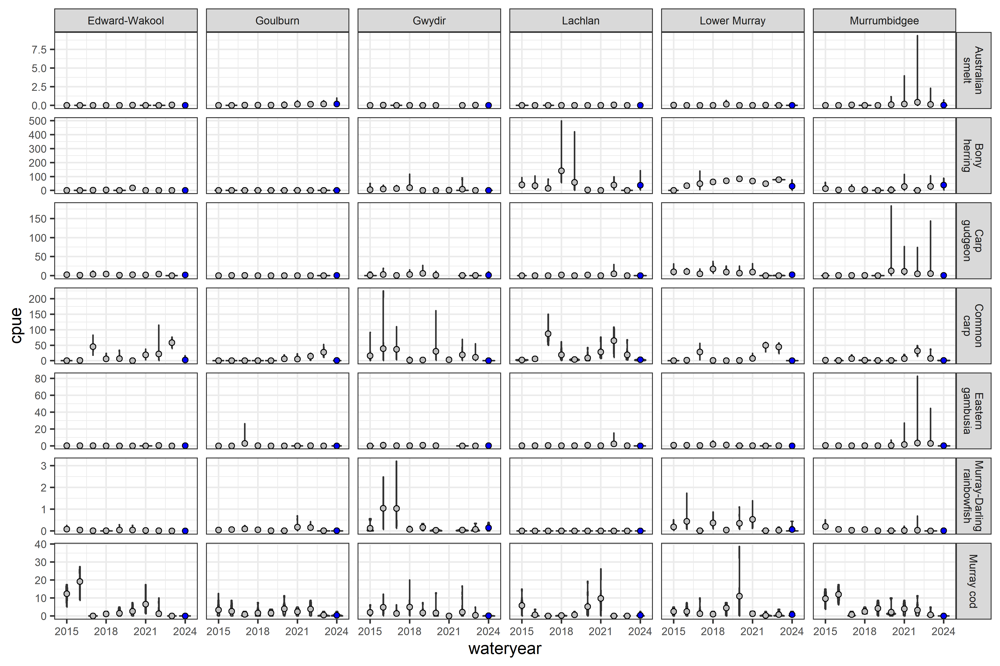 Edward-Wakool Goulburn Gwydir Lachlan Lower Murray Murrumbidgee
7.5
5.0
2.5
0.0
Australian
smelt
500
400
300
200
100
0
Bony
herring
150
100
50
0
Carp
gudgeon
200
150
100
50
0
Common
carp
80
60
40
20
0
Eastern
gambusia
3
2
1
0
Murray-Darling
rainbowfish
40
30
20
10
0
Murray cod
cpue
2015 2018 2021 2024 2015 2018 2021 2024 2015 2018 2021 2024 2015 2018 2021 2024 2015 2018 2021 2024 2015 2018 2021 2024
wateryear